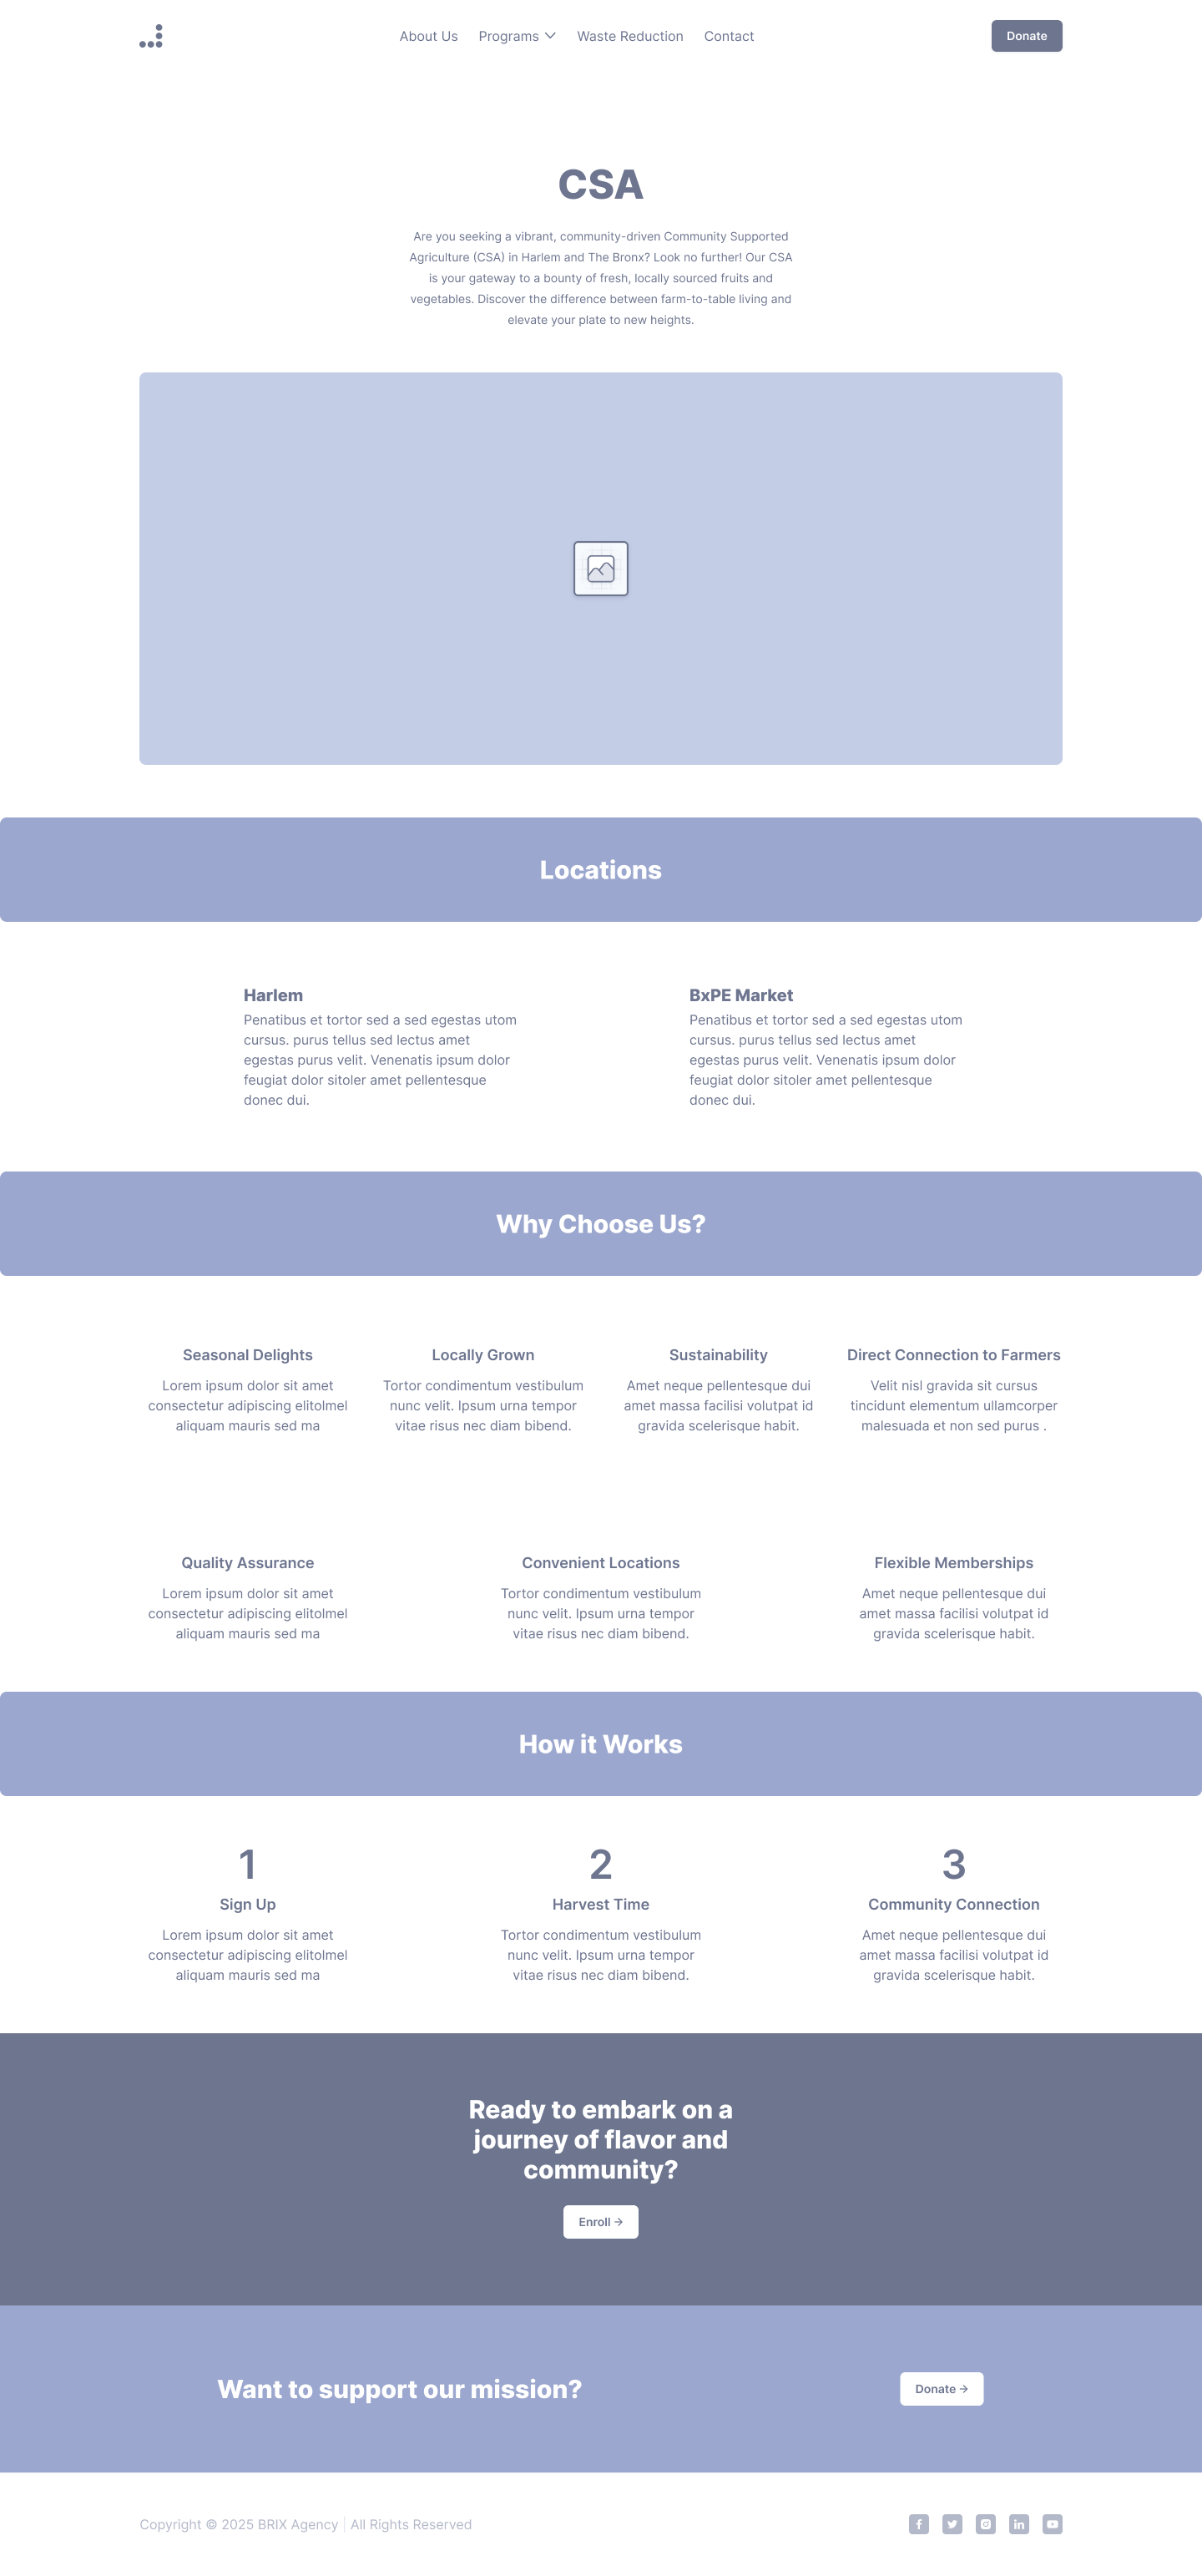 About Us Programs Waste Reduction Contact Donate
CSA
Are you seeking a vibrant, community-driven Community Supported
Agriculture (CSA) in Harlem and The Bronx? Look no further! Our CSA
is your gateway to a bounty of fresh, locally sourced fruits and
vegetables. Discover the difference between farm-to-table living and
elevate your plate to new heights.
Locations
Harlem
Penatibus et tortor sed a sed egestas utom
cursus. purus tellus sed lectus amet
egestas purus velit. Venenatis ipsum dolor
feugiat dolor sitoler amet pellentesque
donec dui.
BxPE Market
Penatibus et tortor sed a sed egestas utom
cursus. purus tellus sed lectus amet
egestas purus velit. Venenatis ipsum dolor
feugiat dolor sitoler amet pellentesque
donec dui.
Why Choose Us?
Seasonal Delights
Lorem ipsum dolor sit amet
consectetur adipiscing elitolmel
aliquam mauris sed ma
Locally Grown
Tortor condimentum vestibulum
nunc velit. Ipsum urna tempor
vitae risus nec diam bibend.
Sustainability
Amet neque pellentesque dui
amet massa facilisi volutpat id
gravida scelerisque habit.
Direct Connection to Farmers
Velit nisl gravida sit cursus
tincidunt elementum ullamcorper
malesuada et non sed purus .
Quality Assurance
Lorem ipsum dolor sit amet
consectetur adipiscing elitolmel
aliquam mauris sed ma
Convenient Locations
Tortor condimentum vestibulum
nunc velit. Ipsum urna tempor
vitae risus nec diam bibend.
Flexible Memberships
Amet neque pellentesque dui
amet massa facilisi volutpat id
gravida scelerisque habit.
How it Works
1
Sign Up
Lorem ipsum dolor sit amet
consectetur adipiscing elitolmel
aliquam mauris sed ma
2
Harvest Time
Tortor condimentum vestibulum
nunc velit. Ipsum urna tempor
vitae risus nec diam bibend.
3
Community Connection
Amet neque pellentesque dui
amet massa facilisi volutpat id
gravida scelerisque habit.
Ready to embark on a
journey of flavor and
community?
Enroll →
Want to support our mission?
Donate →
Copyright © 2025 BRIX Agency | All Rights Reserved